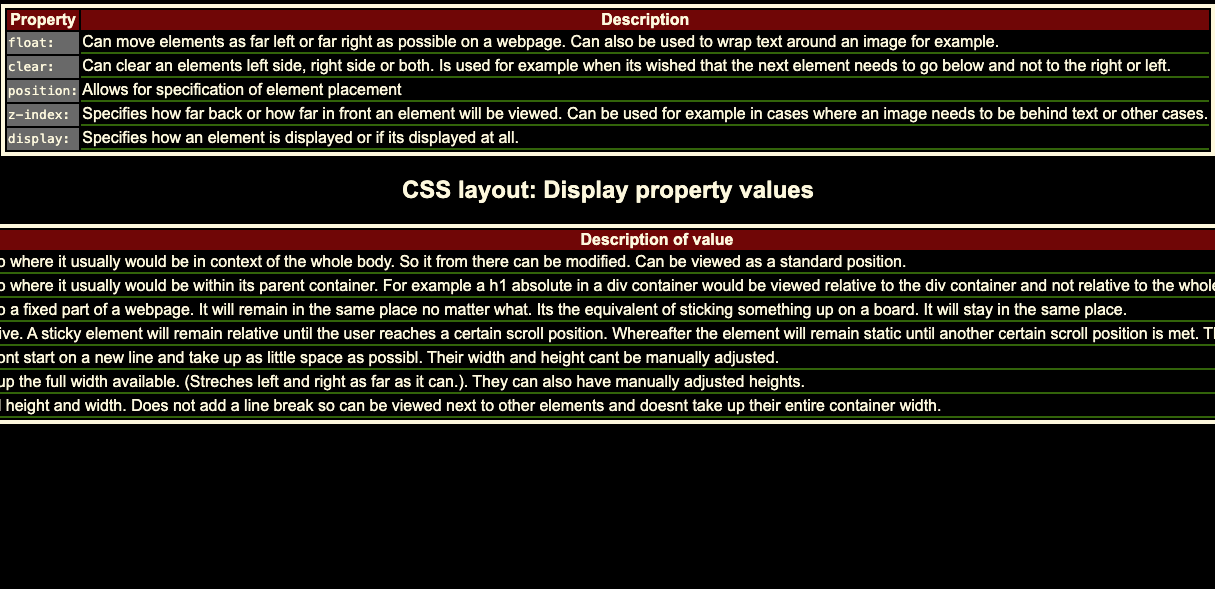 Property Description
float: Can move elements as far left or far right as possible on a webpage. Can also be used to wrap text around an image for example.
clear: Can clear an elements left side, right side or both. Is used for example when its wished that the next element needs to go below and not to the right or left.
position: Allows for specification of element placement
z-index: Specifies how far back or how far in front an element will be viewed. Can be used for example in cases where an image needs to be behind text or other cases.
display: Specifies how an element is displayed or if its displayed at all.
CSS layout: Display property values
Description of value
where it usually would be in context of the whole body. So it from there can be modified. Can be viewed as a standard position.
where it usually would be within its parent container. For example a h1 absolute in a div container would be viewed relative to the div container and not relative to the whole
a fixed part of a webpage. It will remain in the same place no matter what. Its the equivalent of sticking something up on a board. It will stay in the same place.
ive. A sticky element will remain relative until the user reaches a certain scroll position. Whereafter the element will remain static until another certain scroll position is met.
ont start on a new line and take up as little space as possibl. Their width and height cant be manually adjusted.
up the full width available. (Streches left and right as far as it can.). They can also have manually adjusted heights.
height and width. Does not add a line break so can be viewed next to other elements and doesnt take up their entire container width.